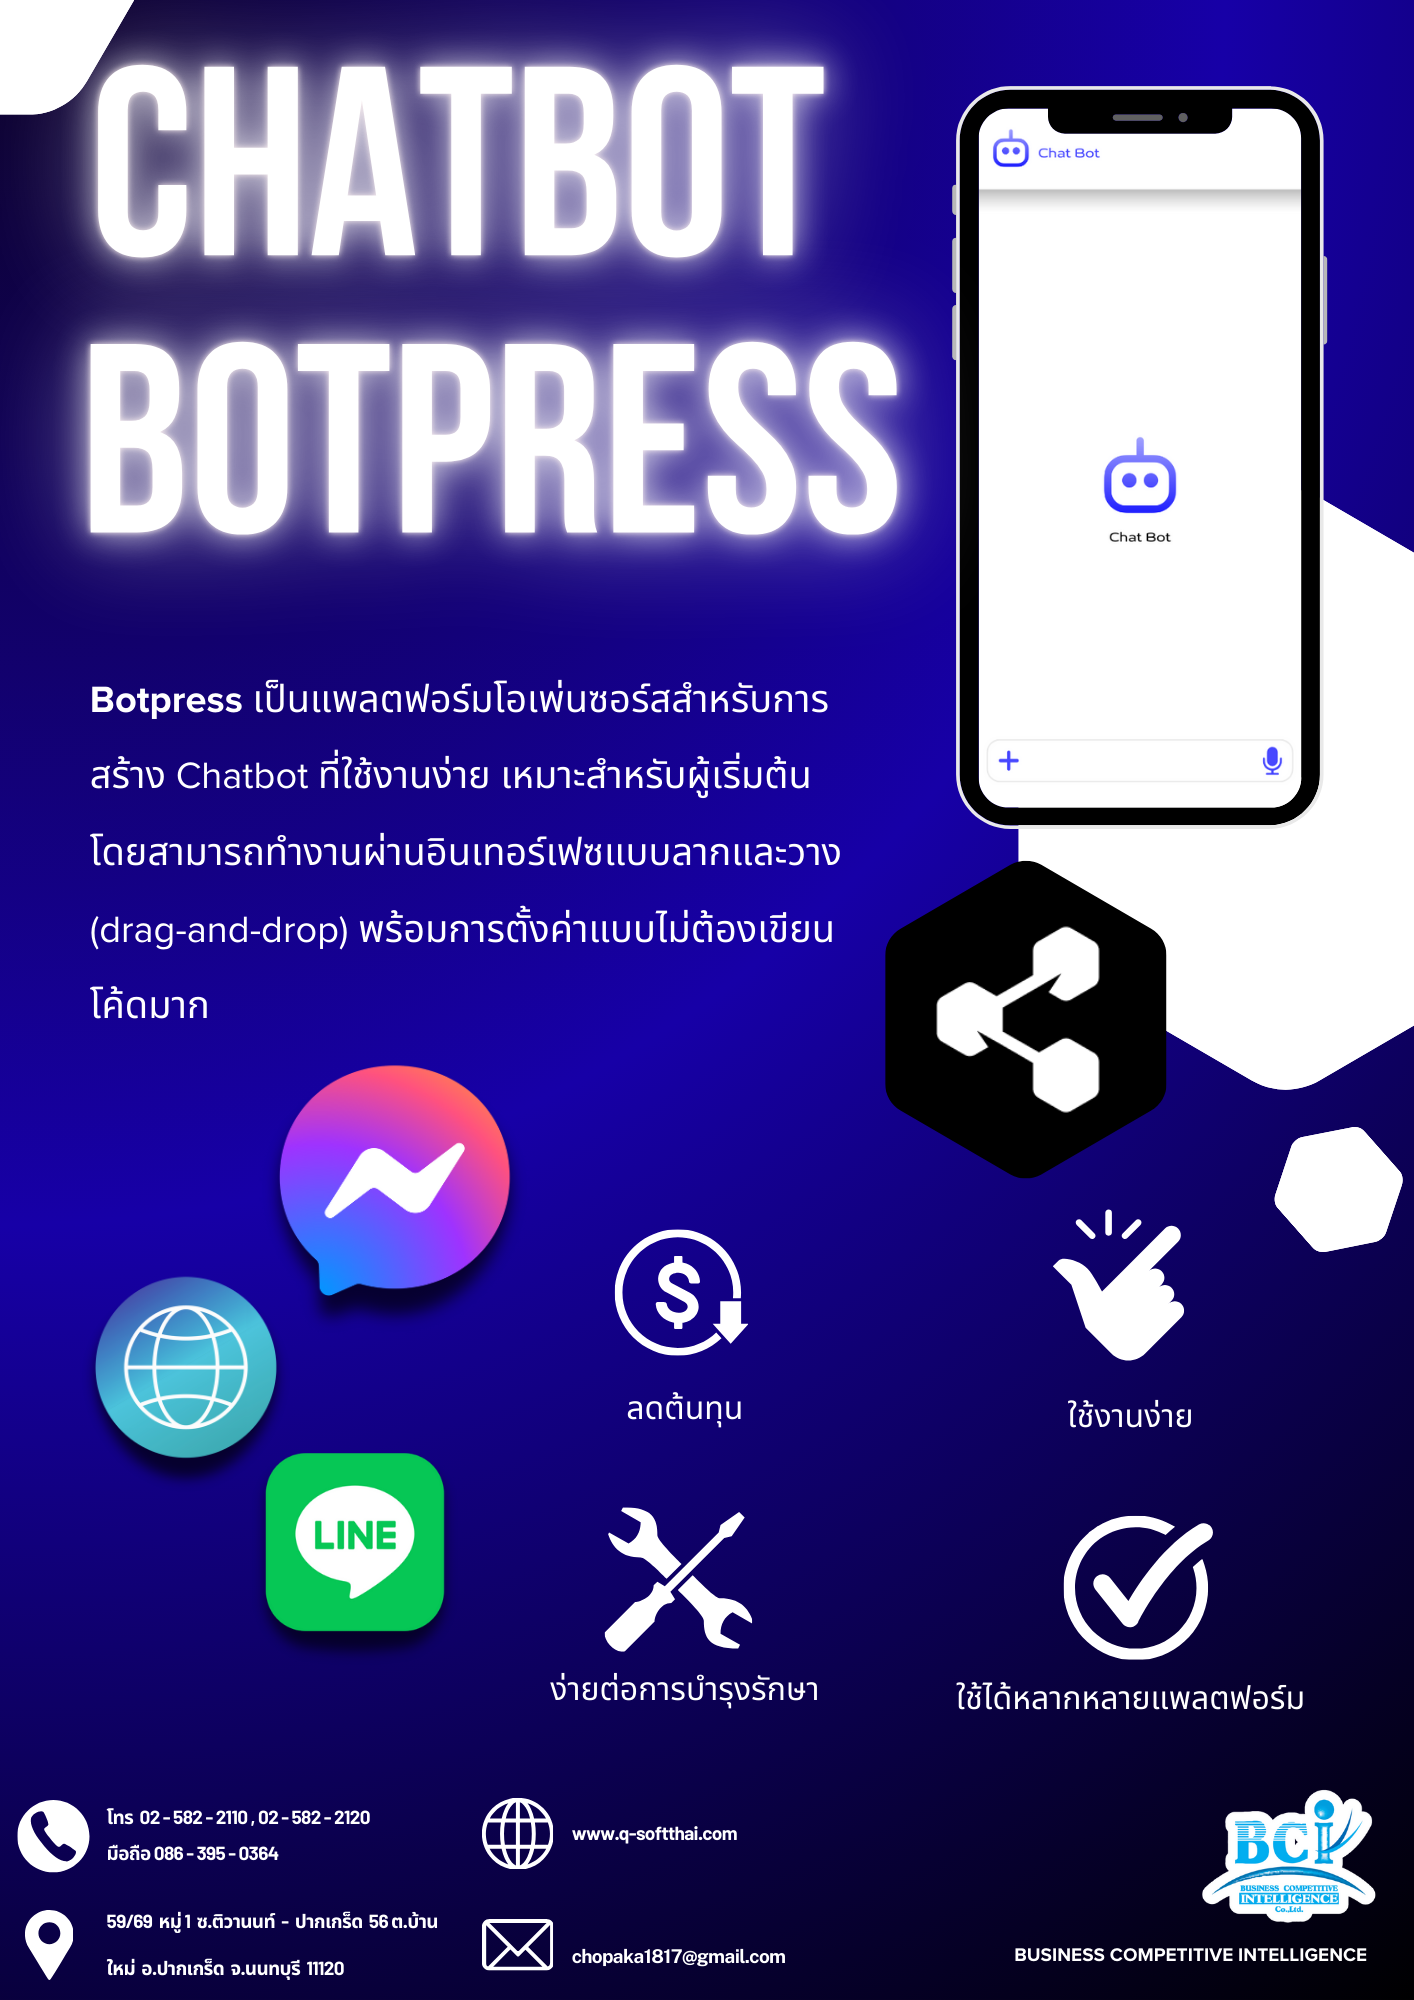 CHATBOT
BOTPRESS
Chat Bot
Chat Bot
Botpress เป็นแพลตฟอร์มโอเพ่นซอร์สสำหรับการ
สร้าง Chatbot ที่ใช้งานง่าย เหมาะสำหรับผู้เริ่มต้น
โดยสามารถทำงานผ่านอินเทอร์เฟซแบบลากและวาง
(drag-and-drop) พร้อมการตั้งค่าแบบไม่ต้องเขียน
โค้ดมาก
LINE
ลดต้นทุน
ใช้งานง่าย
ง่ายต่อการบำรุงรักษา
ใช้ได้หลากหลายแพลตฟอร์ม
โทร 02 - 582 - 2110 , 02 - 582 - 2120
มือถือ 086 - 395 - 0364
59/69 หมู่ 1 ซ.ติวานนท์ - ปากเกร็ด 56 ต.บ้าน
ใหม่ อ.ปากเกร็ด จ.นนทบุรี 11120
www.q-softthai.com
chopaka1817@gmail.com
BCi
BUSINESS COMPETITIVE
INTELLIGENCE
Co.,Ltd.
BUSINESS COMPETITIVE INTELLIGENCE